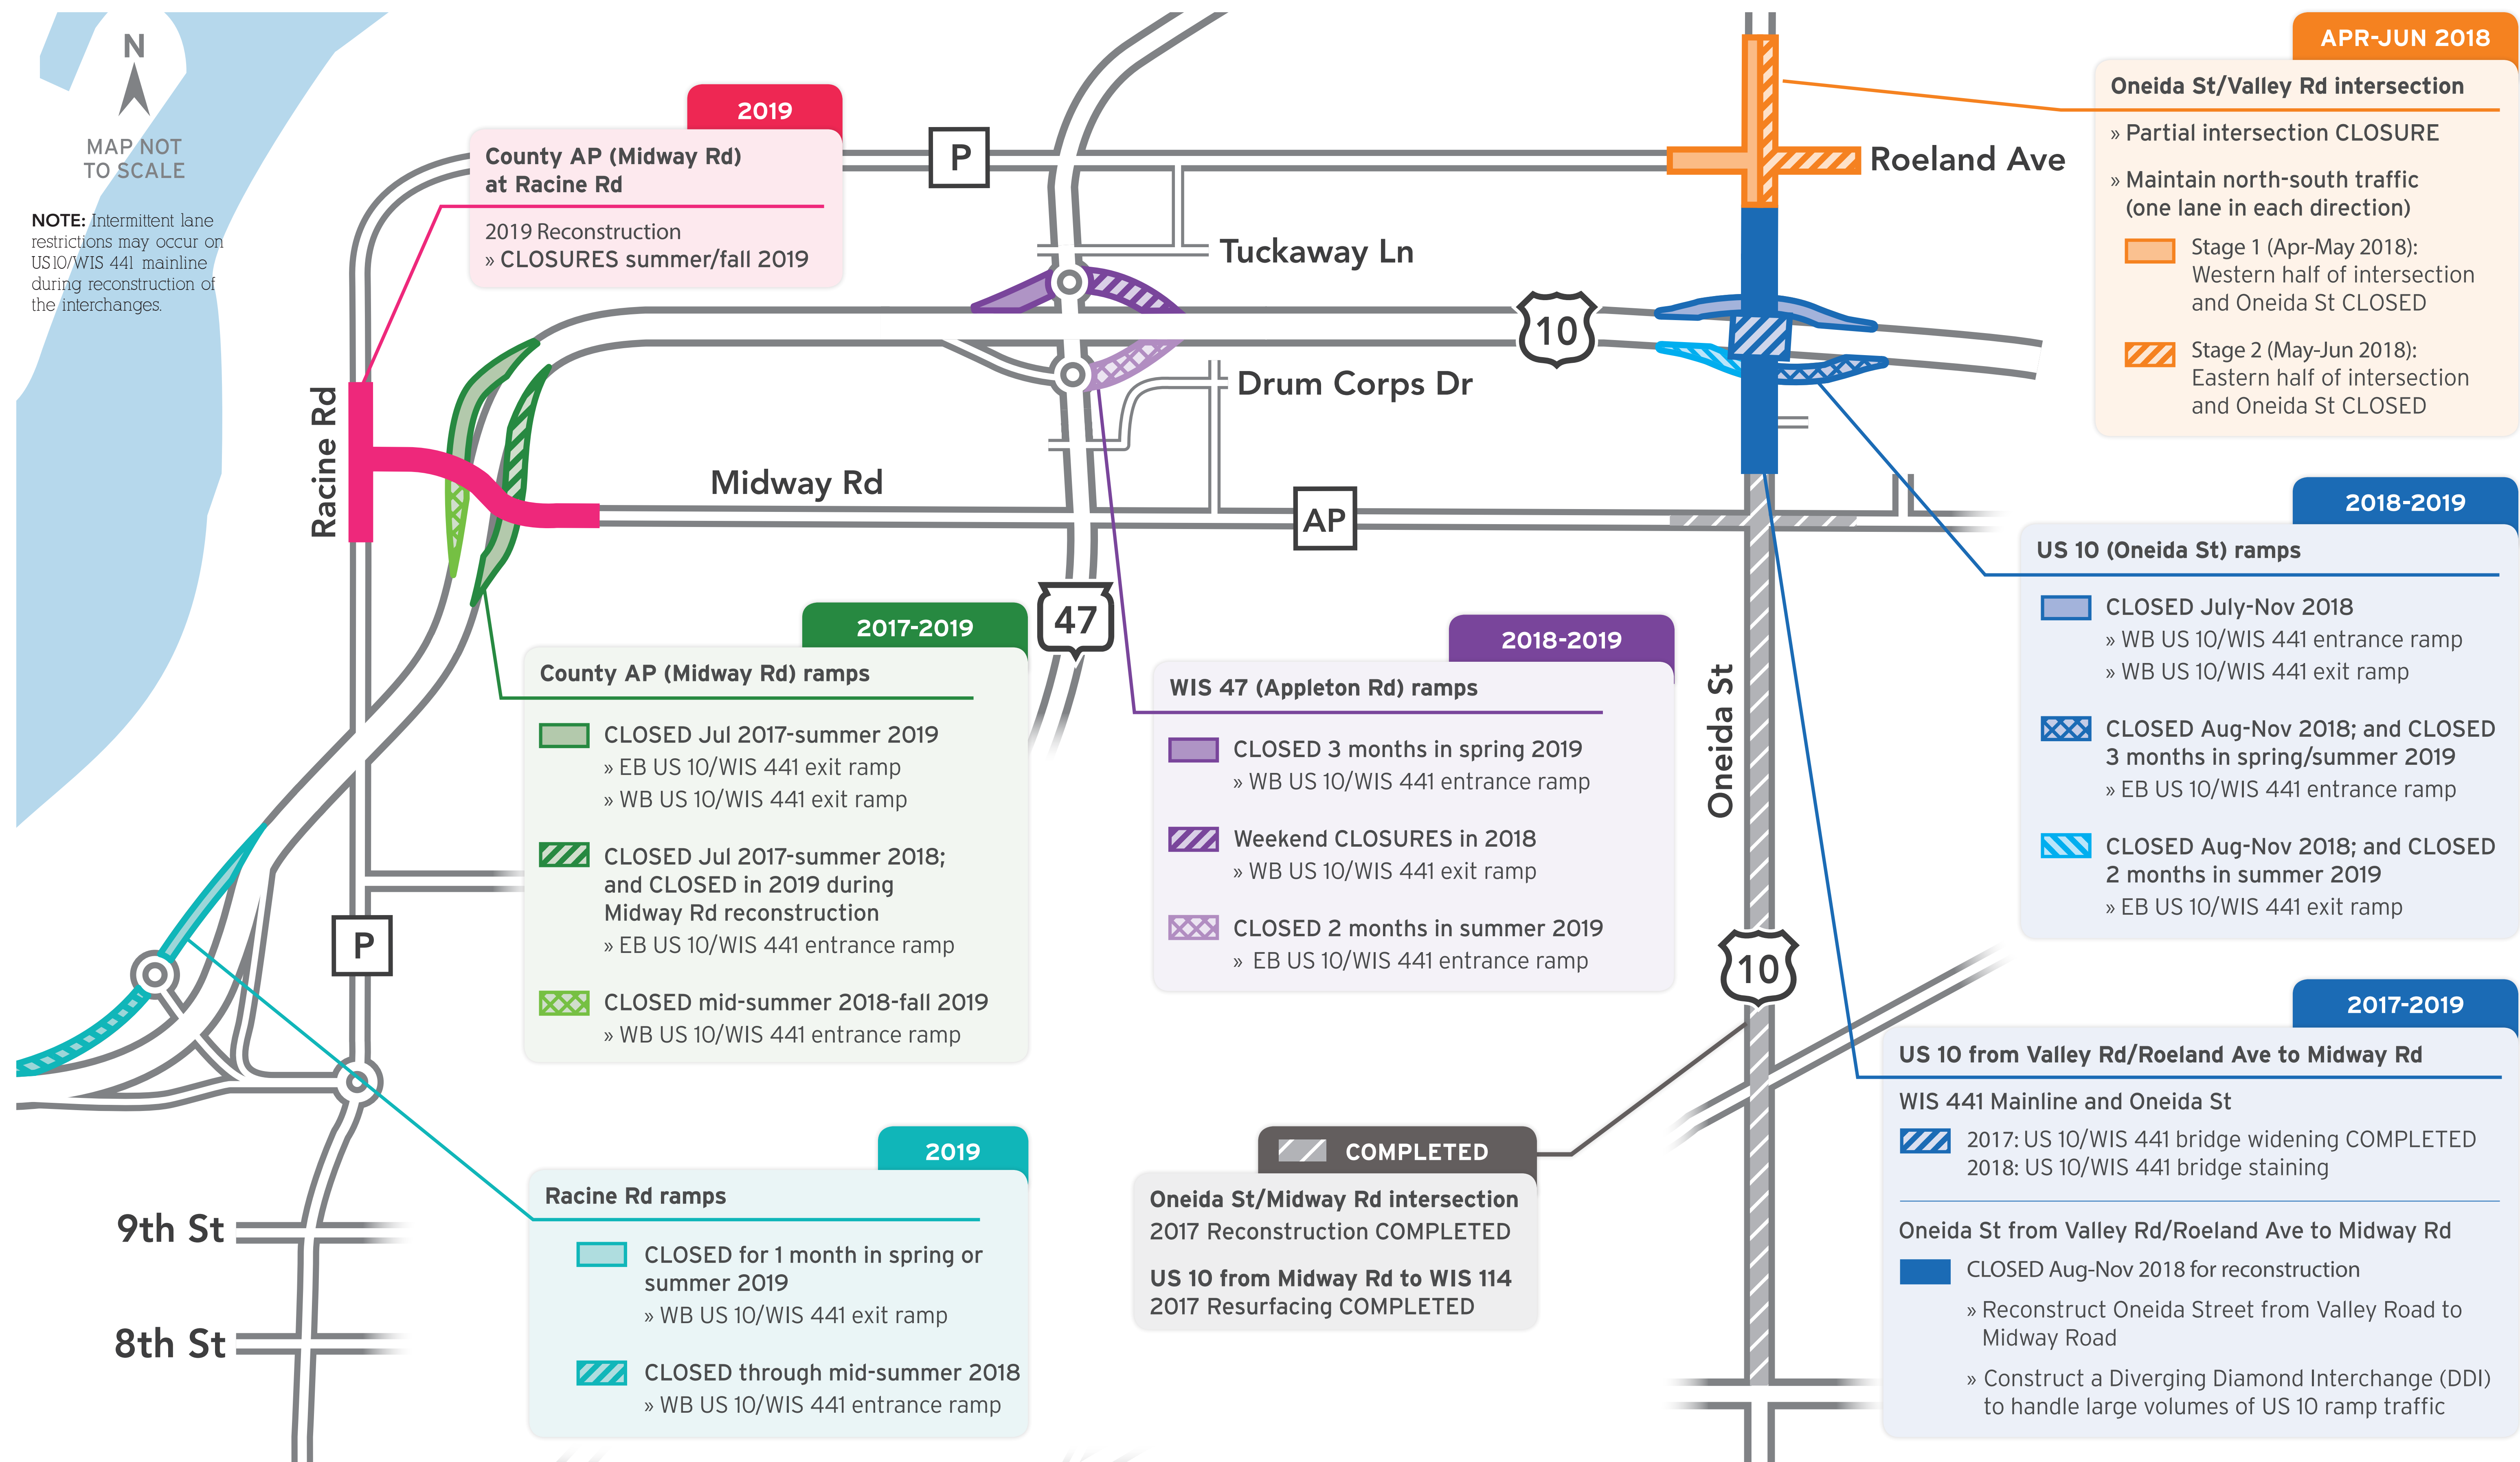 N
MAP NOT
TO SCALE
NOTE: Intermittent lane
restrictions may occur on
US10/WIS 441 mainline
during reconstruction of
the interchanges.
2019
County AP (Midway Rd)
at Racine Rd
2019 Reconstruction
» CLOSURES summer/fall 2019
P
Roeland Ave
Tuckaway Ln
10
Drum Corps Dr
Racine Rd
Midway Rd
AP
47
Oneida St
10
P
9th St
8th St
APR-JUN 2018
Oneida St/Valley Rd intersection
» Partial intersection CLOSURE
» Maintain north-south traffic
(one lane in each direction)
Stage 1 (Apr-May 2018):
Western half of intersection
and Oneida St CLOSED
Stage 2 (May-Jun 2018):
Eastern half of intersection
and Oneida St CLOSED
2018-2019
US 10 (Oneida St) ramps
CLOSED July-Nov 2018
» WB US 10/WIS 441 entrance ramp
» WB US 10/WIS 441 exit ramp
CLOSED Aug-Nov 2018; and CLOSED
3 months in spring/summer 2019
» EB US 10/WIS 441 entrance ramp
CLOSED Aug-Nov 2018; and CLOSED
2 months in summer 2019
» EB US 10/WIS 441 exit ramp
2017-2019
County AP (Midway Rd) ramps
CLOSED Jul 2017-summer 2019
» EB US 10/WIS 441 exit ramp
» WB US 10/WIS 441 exit ramp
CLOSED Jul 2017-summer 2018;
and CLOSED in 2019 during
Midway Rd reconstruction
» EB US 10/WIS 441 entrance ramp
CLOSED mid-summer 2018-fall 2019
» WB US 10/WIS 441 entrance ramp
2018-2019
WIS 47 (Appleton Rd) ramps
CLOSED 3 months in spring 2019
» WB US 10/WIS 441 entrance ramp
Weekend CLOSURES in 2018
» WB US 10/WIS 441 exit ramp
CLOSED 2 months in summer 2019
» EB US 10/WIS 441 entrance ramp
2017-2019
US 10 from Valley Rd/Roeland Ave to Midway Rd
WIS 441 Mainline and Oneida St
2017: US 10/WIS 441 bridge widening COMPLETED
2018: US 10/WIS 441 bridge staining
Oneida St from Valley Rd/Roeland Ave to Midway Rd
CLOSED Aug-Nov 2018 for reconstruction
» Reconstruct Oneida Street from Valley Road to
Midway Road
» Construct a Diverging Diamond Interchange (DDI)
to handle large volumes of US 10 ramp traffic
2019
Racine Rd ramps
CLOSED for 1 month in spring or
summer 2019
» WB US 10/WIS 441 exit ramp
CLOSED through mid-summer 2018
» WB US 10/WIS 441 entrance ramp
COMPLETED
Oneida St/Midway Rd intersection
2017 Reconstruction COMPLETED
US 10 from Midway Rd to WIS 114
2017 Resurfacing COMPLETED